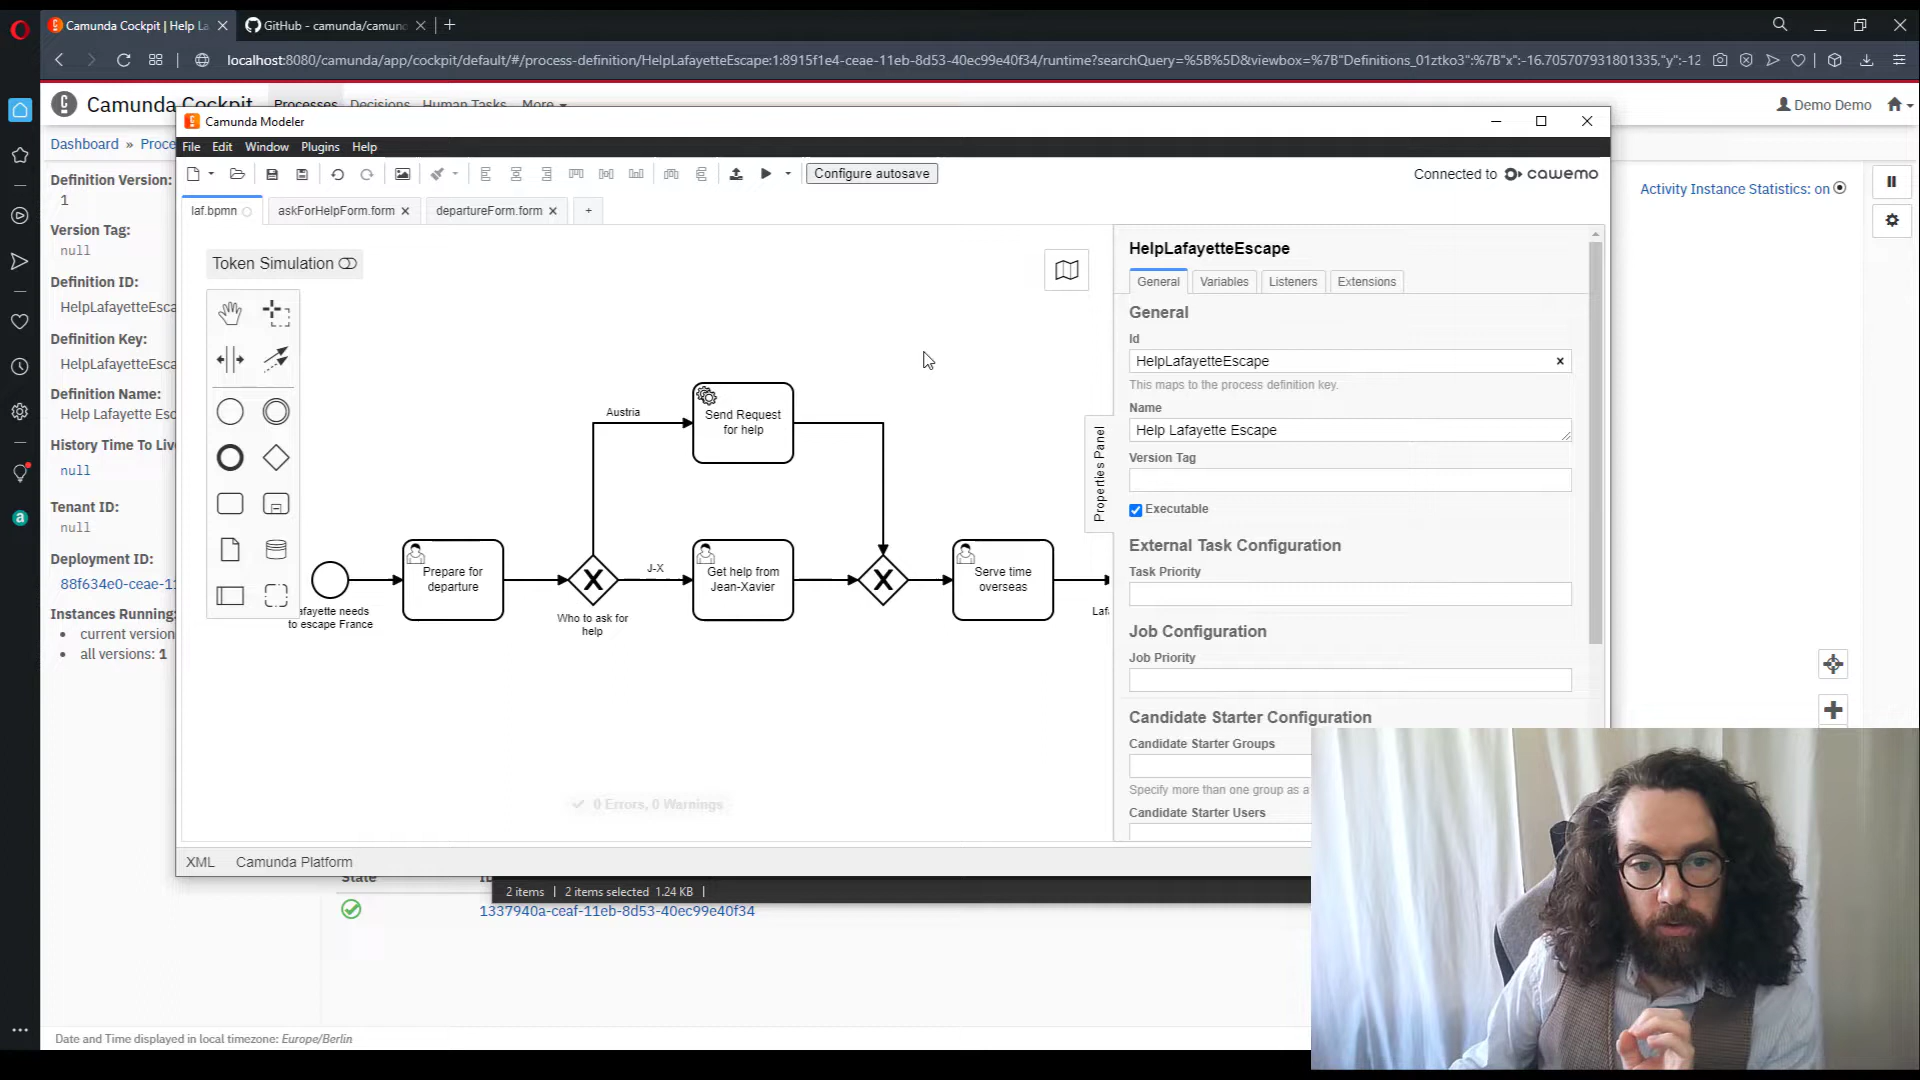 Camunda Cockpit | Help La
GitHub - camunda/camund
localhost:8080/camunda/app/cockpit/default/#/process-definition/HelpLafayetteEscape:1:8915f1e4-ceae-11eb-8d53-40ec99e40f34/runtime?searchQuery=%5B%5D&viewbox=%7B"Definitions_01ztko3":%7B"x":-16.705707931801335,"y":-12
Camunda Cockpit Processes Decisions Human Tasks More
Demo Demo
Dashboard » Proce
Activity Instance Statistics: on
Definition Version:
1
Version Tag:
null
Definition ID:
HelpLafayetteEsca
Definition Key:
HelpLafayetteEsca
Definition Name:
Help Lafayette Esc
History Time To Live
null
Tenant ID:
null
Deployment ID:
88f634e0-ceae-11
Instances Running:
current version
all versions: 1
Camunda Modeler
File Edit Window Plugins Help
Configure autosave
Connected to cawemo
laf.bpmn
askForHelpForm.form
departureForm.form
+
Token Simulation
Austria
Send Request
for help
afayette needs
to escape France
Prepare for
departure
Who to ask for
help
J-X
Get help from
Jean-Xavier
Serve time
overseas
Laf
0 Errors, 0 Warnings
Properties Panel
HelpLafayetteEscape
General Variables Listeners Extensions
General
Id
HelpLafayetteEscape
This maps to the process definition key.
Name
Help Lafayette Escape
Version Tag
Executable
External Task Configuration
Task Priority
Job Configuration
Job Priority
Candidate Starter Configuration
Candidate Starter Groups
Specify more than one group as a
Candidate Starter Users
XML Camunda Platform
2 items 2 items selected 1.24 KB
State
1337940a-ceaf-11eb-8d53-40ec99e40f34
Date and Time displayed in local timezone: Europe/Berlin